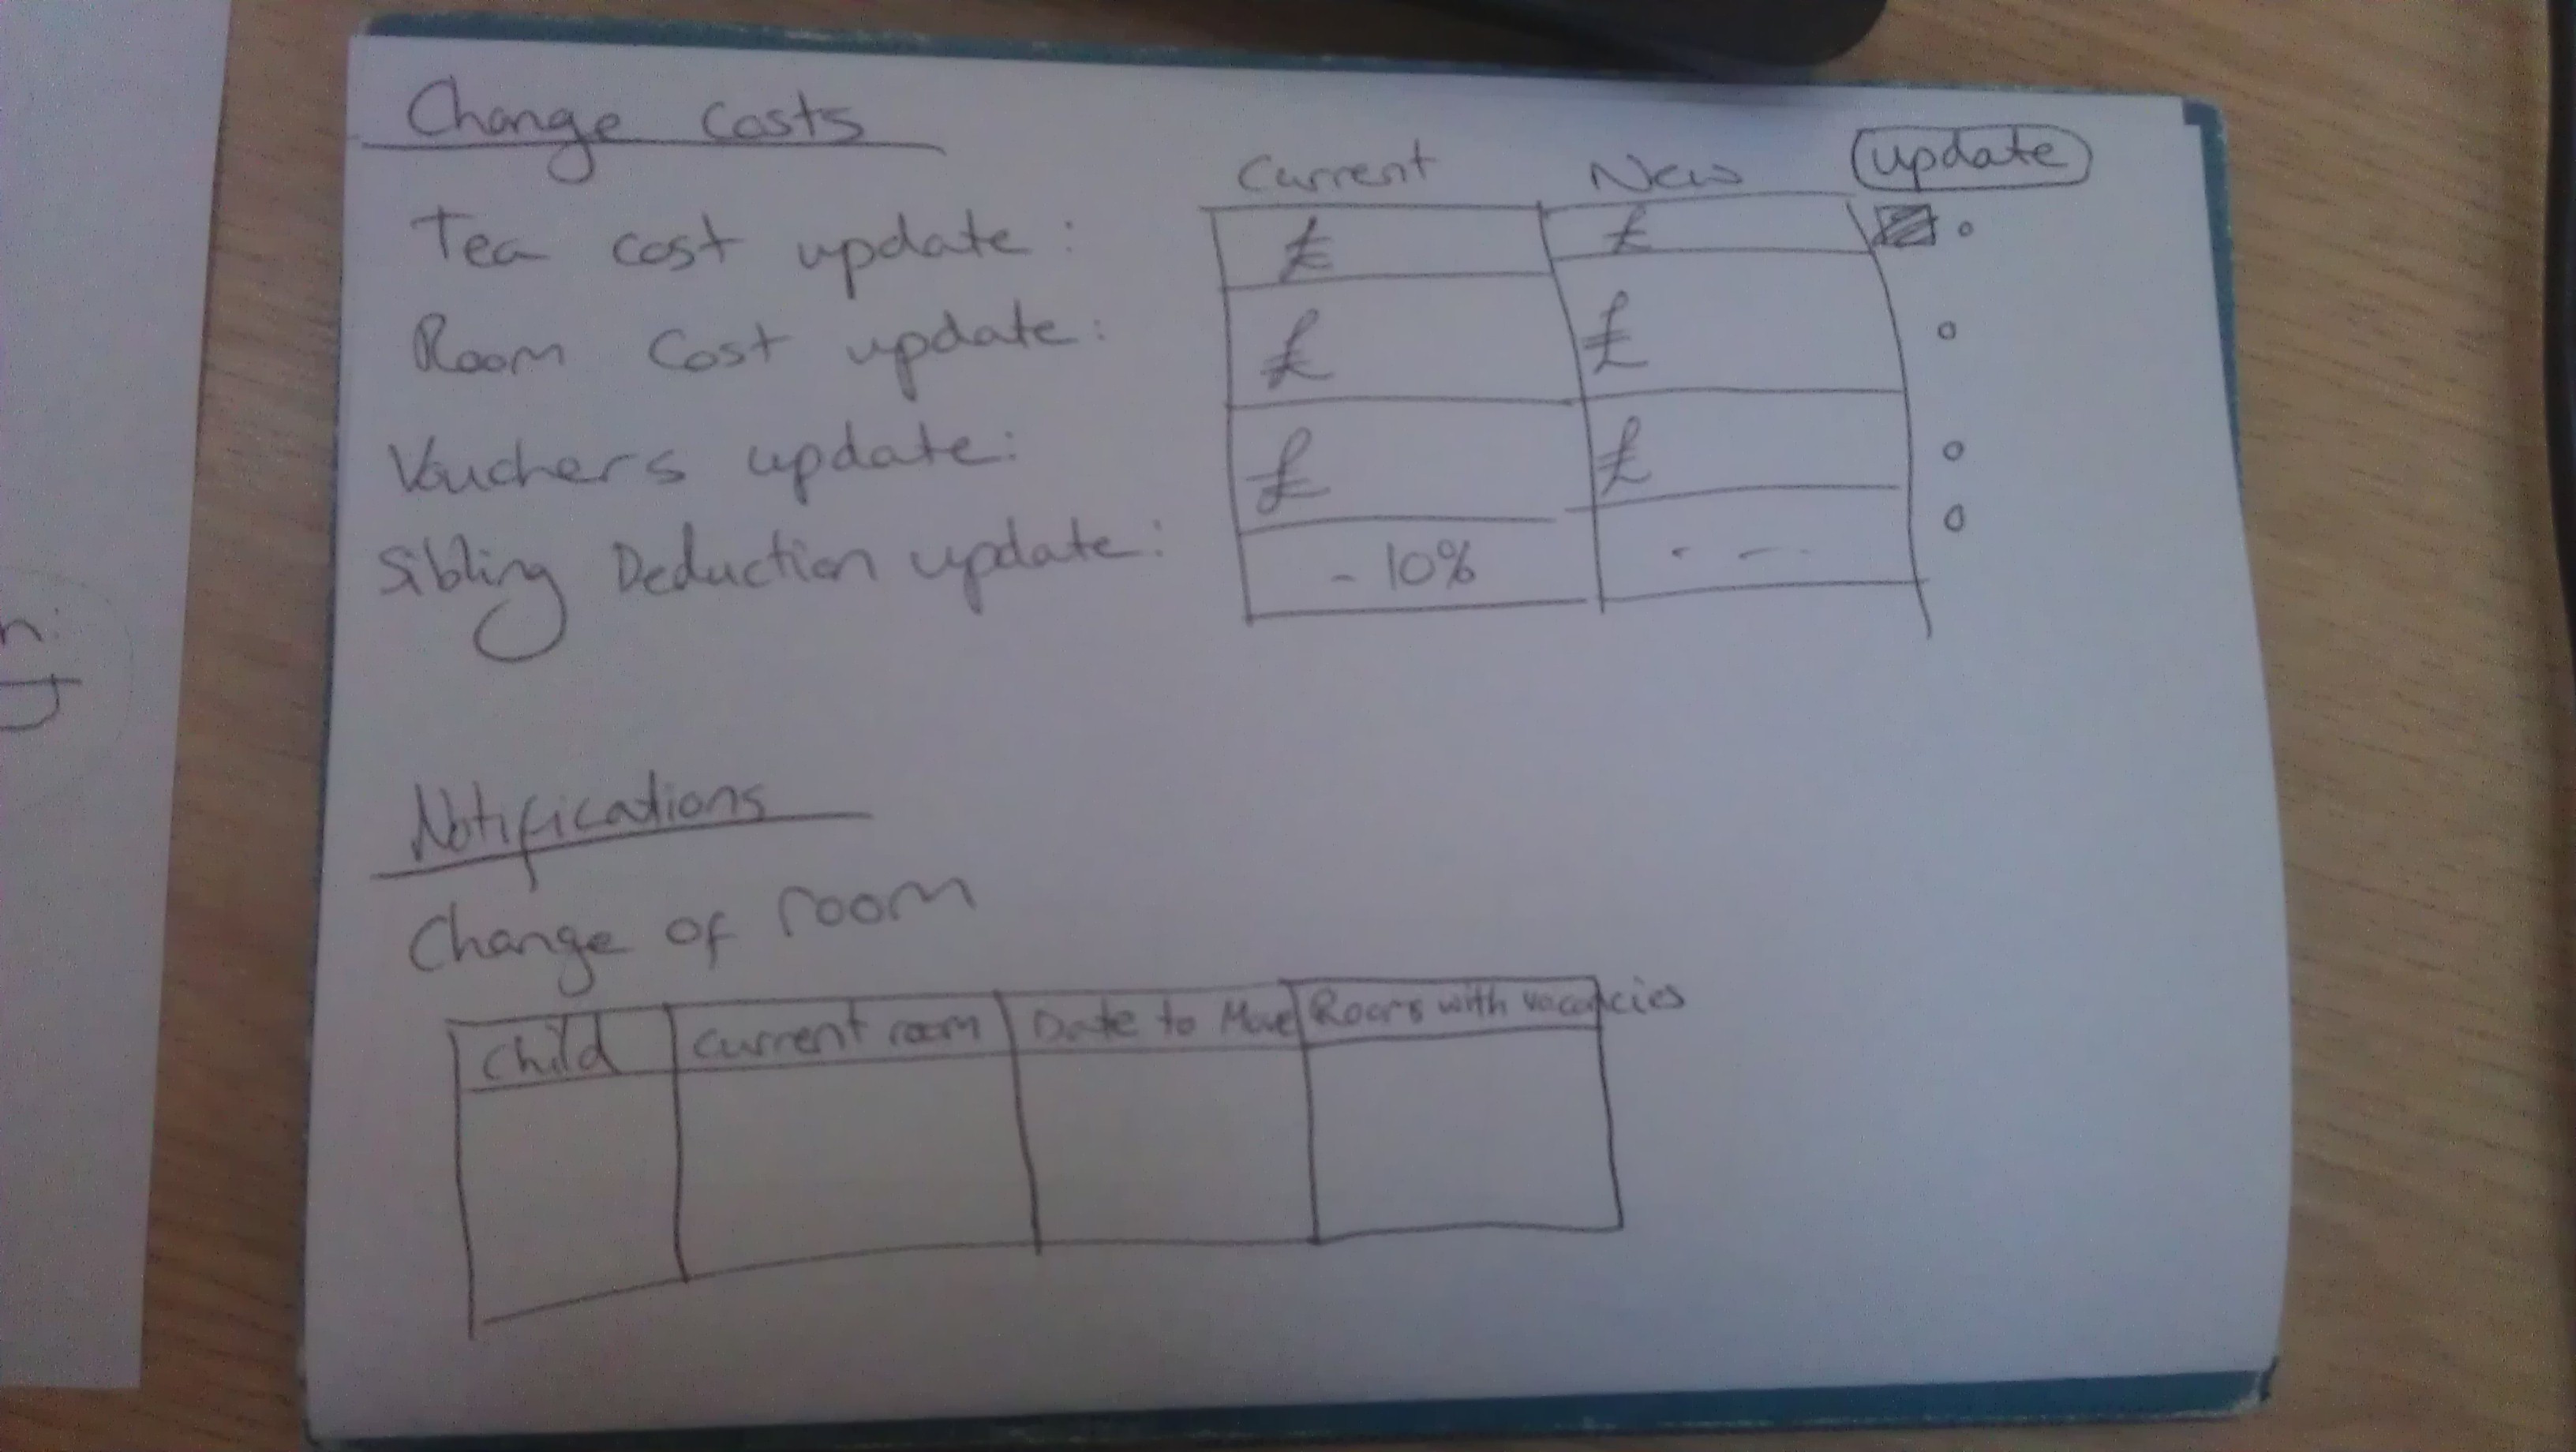 Change Costs
Current New update
Tea cost update: £ £
Room Cost update: £ £
Vouchers update: £ £
Sibling Deduction update: - 10% - -
Notifications
Change of room
Child Current room Date to Move Rooms with vacancies